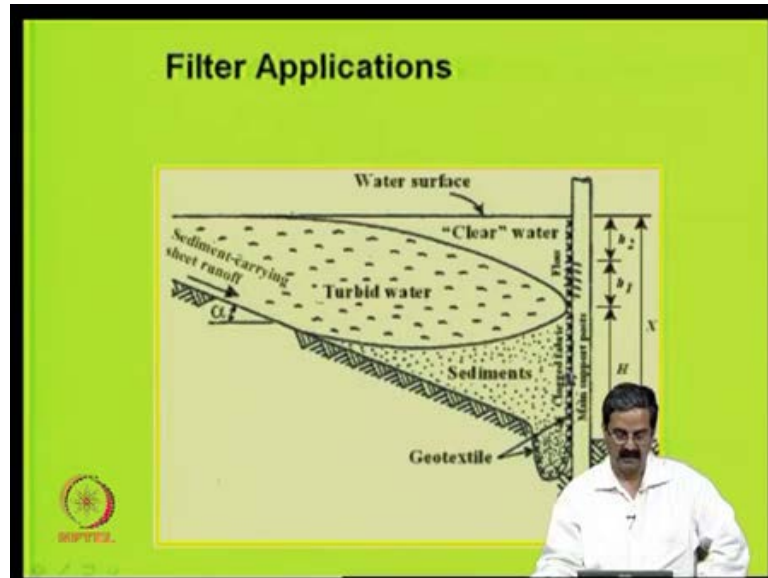 Filter Applications
Water surface
"Clear" water
Sediment-carrying
sheet runoff
Turbid water
α
Sediments
Geotextile
Flow
Clogged fabric
Main support posts
h2
h1
H
X
NPTEL